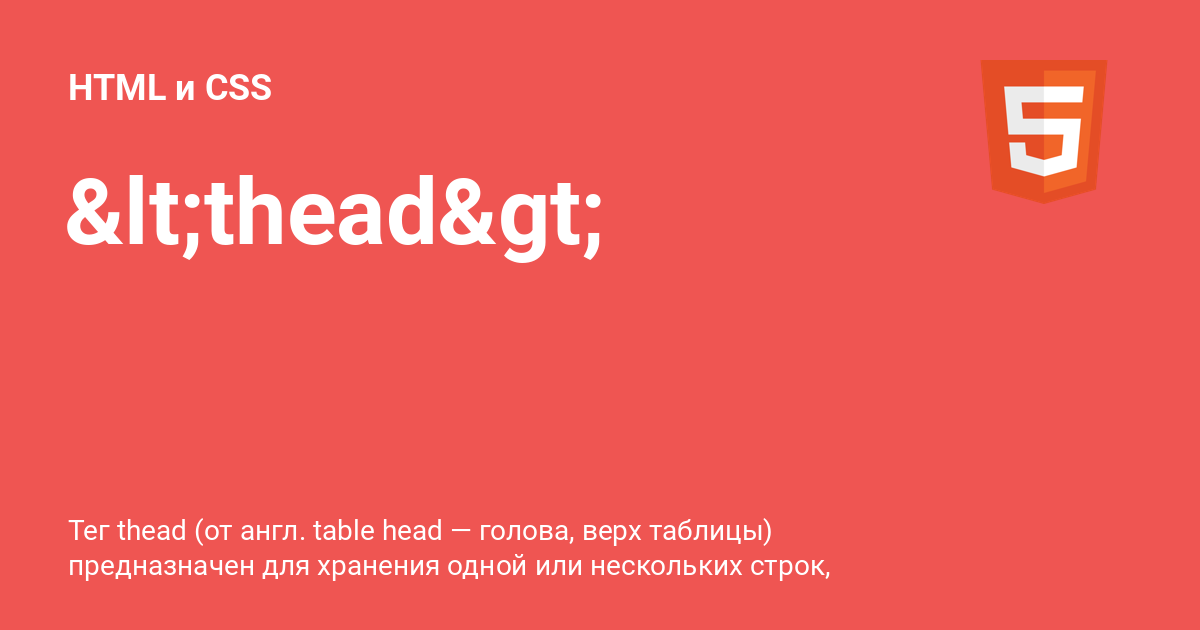 HTML и CSS
&lt;thead&gt;
Тег thead (от англ. table head — голова, верх таблицы)
предназначен для хранения одной или нескольких строк,